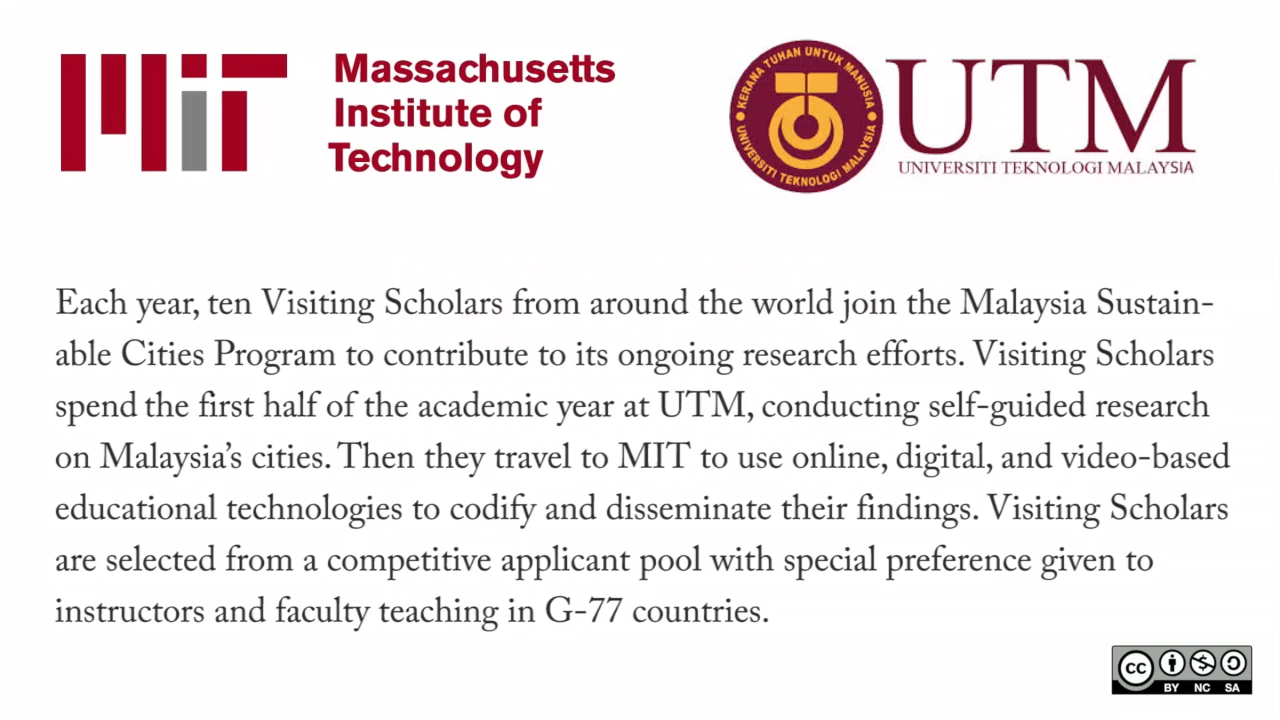 Massachusetts
Institute of
Technology
KERANA TUHAN UNTUK MANUSIA
UNIVERSITI TEKNOLOGI MALAYSIA
UTM
UNIVERSITI TEKNOLOGI MALAYSIA
Each year, ten Visiting Scholars from around the world join the Malaysia Sustain-
able Cities Program to contribute to its ongoing research efforts. Visiting Scholars
spend the first half of the academic year at UTM, conducting self-guided research
on Malaysia’s cities. Then they travel to MIT to use online, digital, and video-based
educational technologies to codify and disseminate their findings. Visiting Scholars
are selected from a competitive applicant pool with special preference given to
instructors and faculty teaching in G-77 countries.
cc
BY NC SA